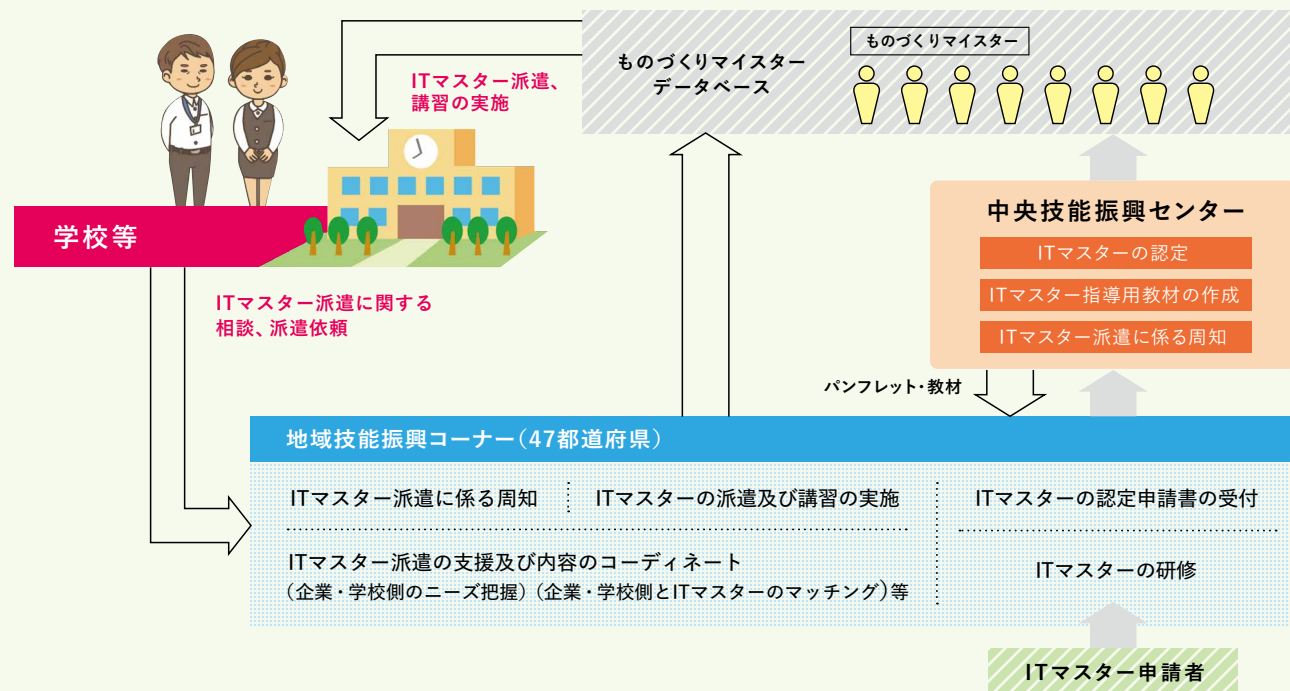 ものづくりマイスター
データベース
ものづくりマイスター
ITマスター派遣、
講習の実施
学校等
ITマスター派遣に関する
相談、派遣依頼
中央技能振興センター
ITマスターの認定
ITマスター指導用教材の作成
ITマスター派遣に係る周知
パンフレット・教材
地域技能振興コーナー(47都道府県)
ITマスター派遣に係る周知
ITマスターの派遣及び講習の実施
ITマスターの認定申請書の受付
ITマスター派遣の支援及び内容のコーディネート
(企業・学校側のニーズ把握)(企業・学校側とITマスターのマッチング)等
ITマスターの研修
ITマスター申請者